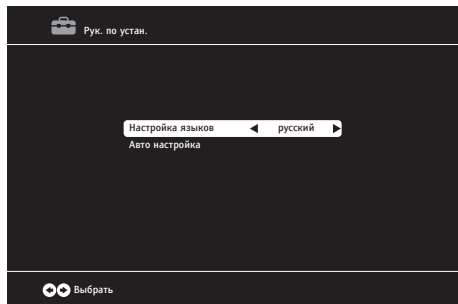 Рук. по устан.
Настройка языков русский
Авто настройка
Выбрать